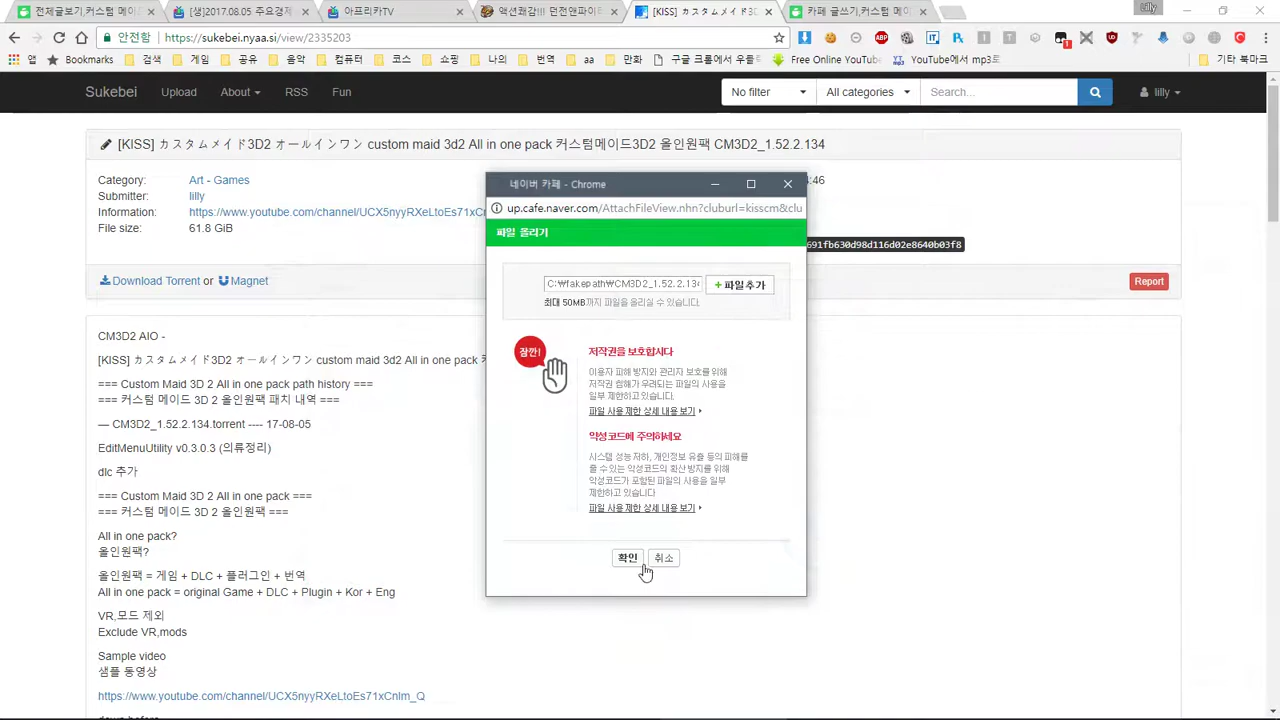 전체글보기 - 커스텀 메이드
[생]2017.08.05 주요경제
아프리카TV
액션쾌감!!! 던전앤파이터
[KISS] カスタムメイド3D
카페 글쓰기,커스텀 메이드
lilly
안전함 https://sukebei.nyaa.si/view/2335203
앱 Bookmarks 검색 게임 공유 음악 컴퓨터 코스 쇼핑 나의 번역 aa 만화 구글 크롬에서 우클릭 Free Online YouTube YouTube에서 mp3로 기타 북마크
Sukebei Upload About RSS Fun No filter All categories Search... lilly
[KISS] カスタムメイド3D2 オールインワン custom maid 3d2 All in one pack 커스텀메이드3D2 올인원팩 CM3D2_1.52.2.134
Category: Art - Games
Submitter: lilly
Information: https://www.youtube.com/channel/UCX5nyyRXeLtoEs71xCn
File size: 61.8 GiB
:46
691fb630d98d116d02e8640b03f8
Download Torrent or Magnet
Report
네이버 카페 - Chrome
up.cafe.naver.com/AttachFileView.nhn?cluburl=kisscm&clu
파일 올리기
C:\fakepath\CM3D2_1.52.2.134
+ 파일추가
최대 50MB까지 파일을 올리실 수 있습니다.
잠깐!
저작권을 보호합시다
이용자 피해 방지와 관리자 보호를 위해
저작권 침해가 우려되는 파일의 사용을
일부 제한하고 있습니다.
파일 사용 제한 상세 내용 보기
악성코드에 주의하세요
시스템 성능 저하, 개인정보 유출 등의 피해를
줄 수 있는 악성코드의 확산 방지를 위해
악성코드가 포함된 파일의 사용을 일부
제한하고 있습니다
파일 사용 제한 상세 내용 보기
확인 취소
CM3D2 AIO -
[KISS] カスタムメイド3D2 オールインワン custom maid 3d2 All in one pack
=== Custom Maid 3D 2 All in one pack path history ===
=== 커스텀 메이드 3D 2 올인원팩 패치 내역 ===
— CM3D2_1.52.2.134.torrent ---- 17-08-05
EditMenuUtility v0.3.0.3 (의류정리)
dlc 추가
=== Custom Maid 3D 2 All in one pack ===
=== 커스텀 메이드 3D 2 올인원팩 ===
All in one pack?
올인원팩?
올인원팩 = 게임 + DLC + 플러그인 + 번역
All in one pack = original Game + DLC + Plugin + Kor + Eng
VR,모드 제외
Exclude VR,mods
Sample video
샘플 동영상
https://www.youtube.com/channel/UCX5nyyRXeLtoEs71xCnlm_Q